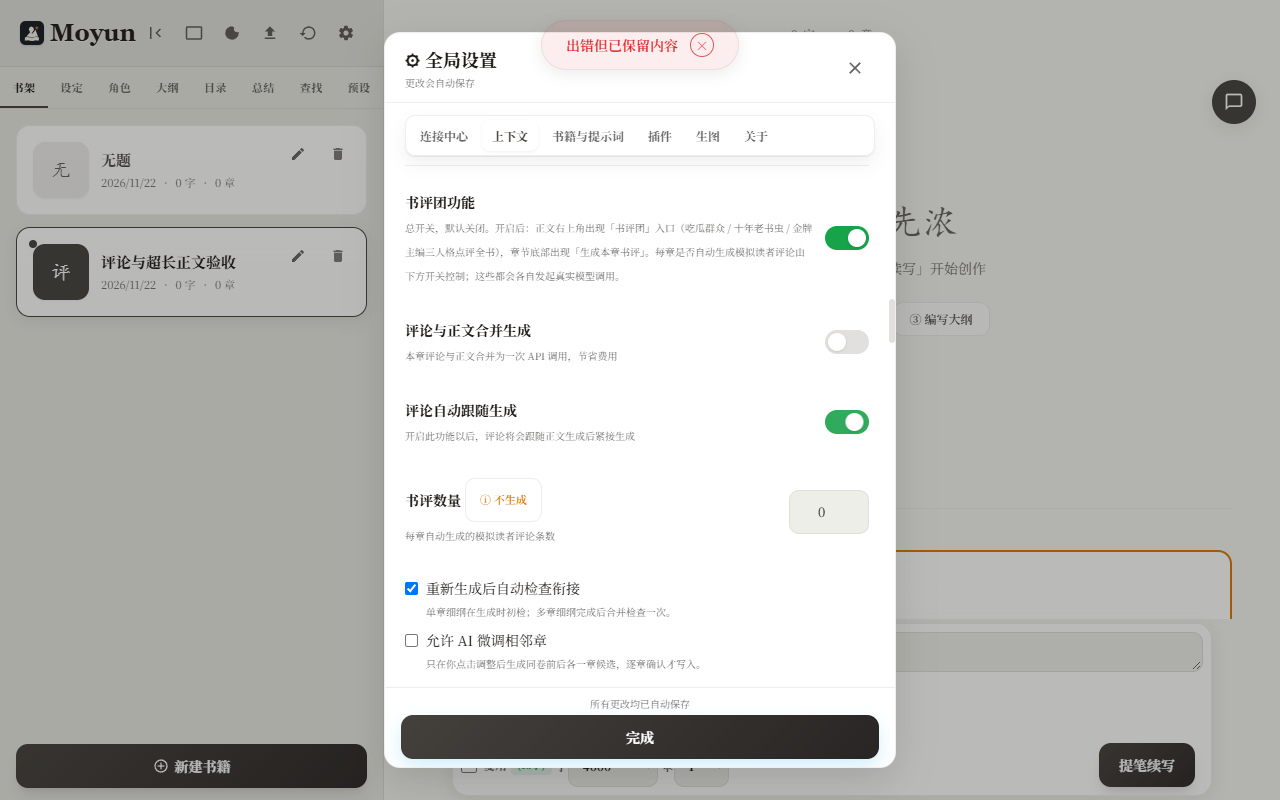 Moyun
书架 设定 角色 大纲 目录 总结 查找 预设
无
无题
2026/11/22 · 0 字 · 0 章
评
评论与超长正文验收
2026/11/22 · 0 字 · 0 章
新建书籍
出错但已保留内容
全局设置
更改会自动保存
连接中心 上下文 书籍与提示词 插件 生图 关于
书评团功能
总开关，默认关闭。开启后：正文右上角出现「书评团」入口（吃瓜群众 / 十年老书虫 / 金牌
主编三人格点评全书），章节底部出现「生成本章书评」。每章是否自动生成模拟读者评论由
下方开关控制；这些都会各自发起真实模型调用。
评论与正文合并生成
本章评论与正文合并为一次 API 调用，节省费用
评论自动跟随生成
开启此功能以后，评论将会跟随正文生成后紧接生成
书评数量 ⓘ 不生成
0
每章自动生成的模拟读者评论条数
重新生成后自动检查衔接
单章细纲在生成时初检；多章细纲完成后合并检查一次。
允许 AI 微调相邻章
只在你点击调整后生成同卷前后各一章候选，逐章确认才写入。
所有更改均已自动保存
完成
先浓
续写」开始创作
③ 编写大纲
提笔续写